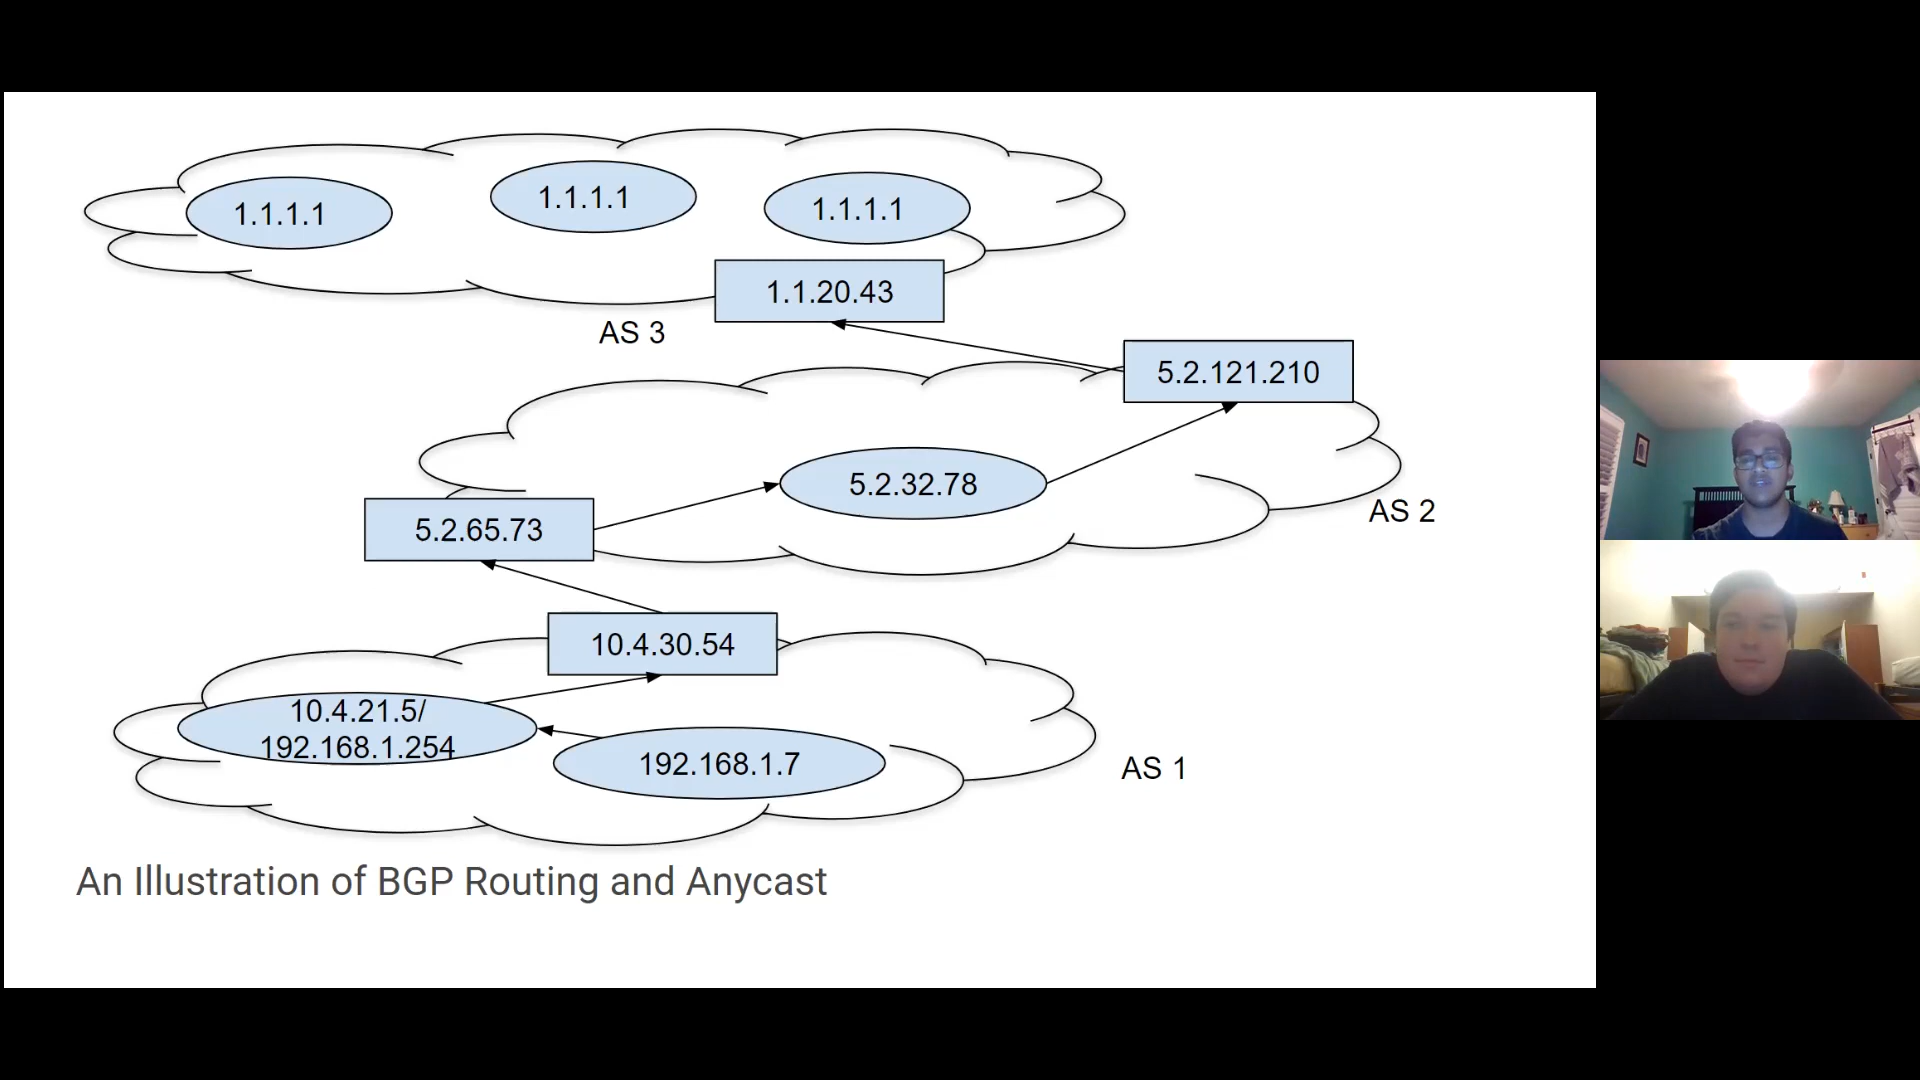 1.1.1.1
1.1.1.1
1.1.1.1
1.1.20.43
AS 3
5.2.121.210
5.2.32.78
AS 2
5.2.65.73
10.4.30.54
10.4.21.5/
192.168.1.254
192.168.1.7
AS 1
An Illustration of BGP Routing and Anycast